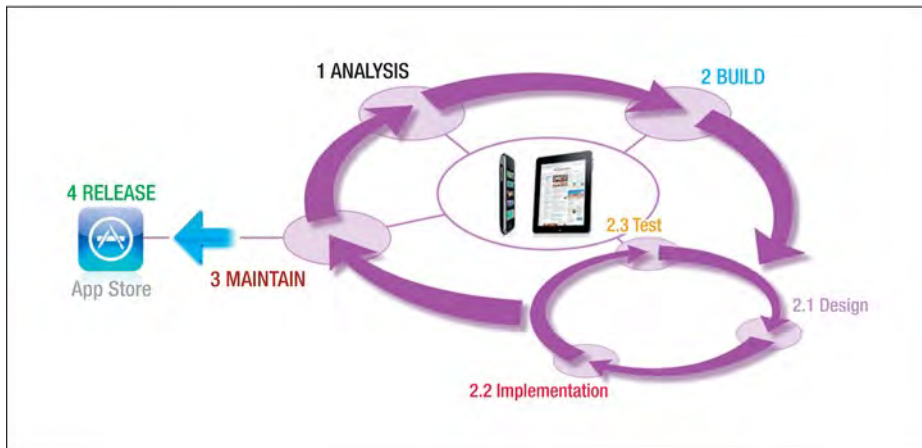 1 ANALYSIS
2 BUILD
4 RELEASE
2.3 Test
App Store
3 MAINTAIN
2.1 Design
2.2 Implementation